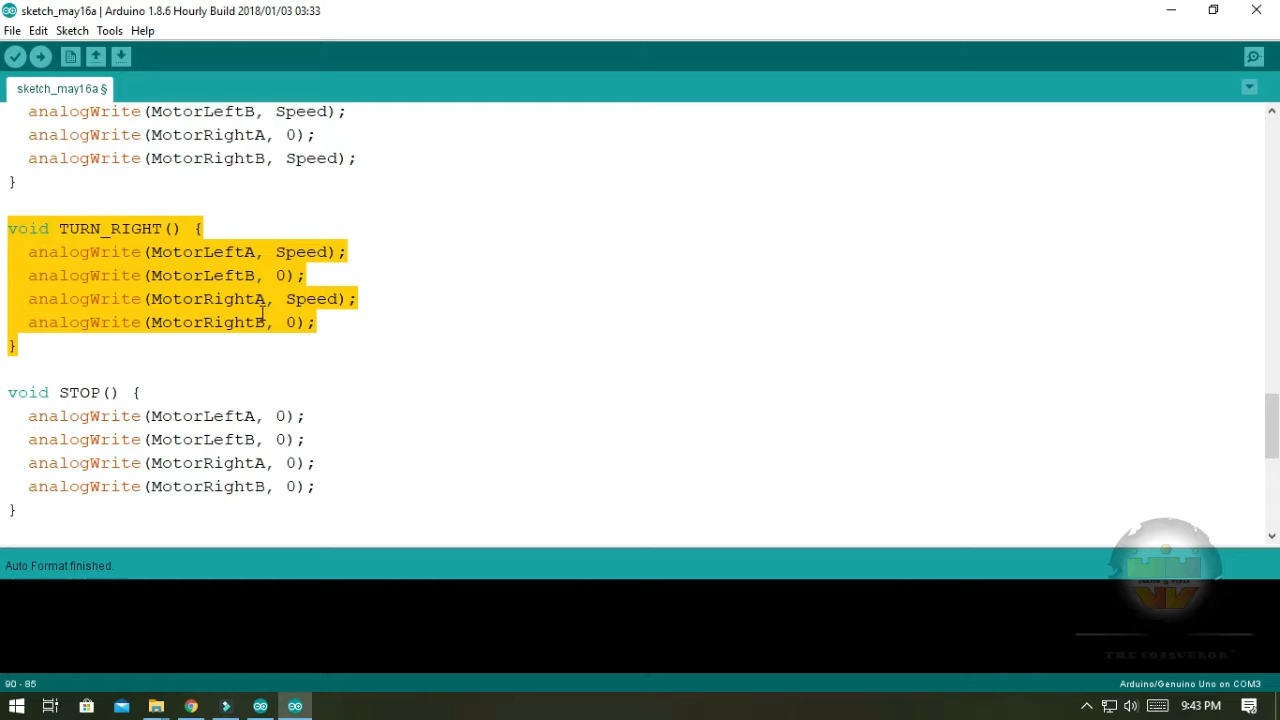 sketch_may16a | Arduino 1.8.6 Hourly Build 2018/01/03 03:33
File Edit Sketch Tools Help
sketch_may16a §
analogWrite(MotorLeftB, Speed);
analogWrite(MotorRightA, 0);
analogWrite(MotorRightB, Speed);
}
void TURN_RIGHT() {
analogWrite(MotorLeftA, Speed);
analogWrite(MotorLeftB, 0);
analogWrite(MotorRightA, Speed);
analogWrite(MotorRightB, 0);
}
void STOP() {
analogWrite(MotorLeftA, 0);
analogWrite(MotorLeftB, 0);
analogWrite(MotorRightA, 0);
analogWrite(MotorRightB, 0);
}
Auto Format finished.
90 - 85
Arduino/Genuino Uno on COM3
9:43 PM